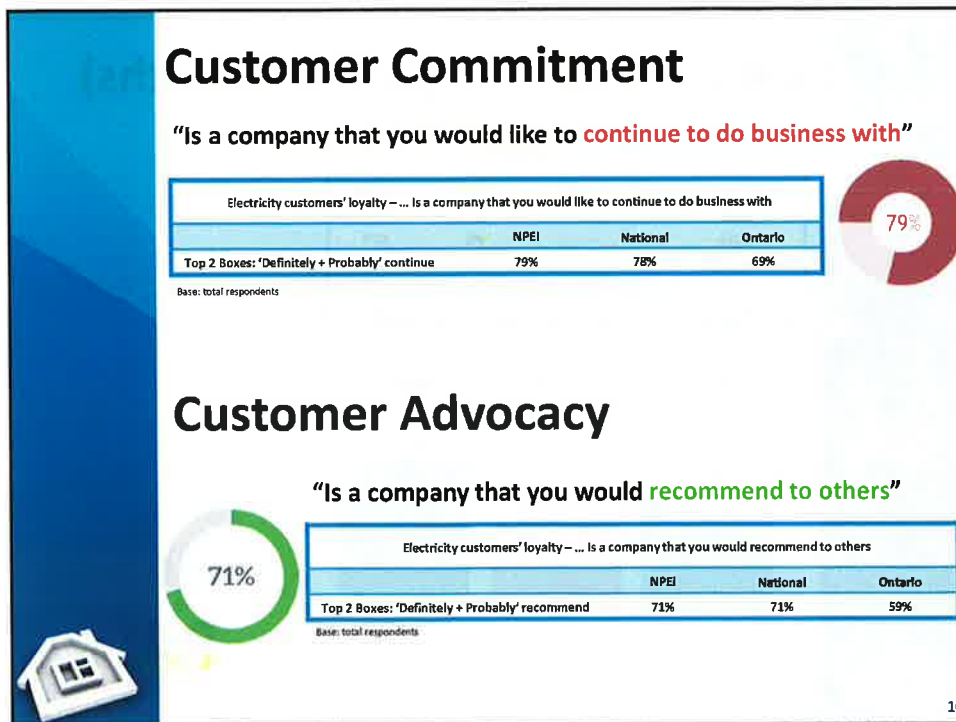 Customer Commitment
“Is a company that you would like to continue to do business with”
Electricity customers' loyalty – ... Is a company that you would like to continue to do business with
NPEI National Ontario
Top 2 Boxes: 'Definitely + Probably' continue 79% 78% 69%
79%
Base: total respondents
Customer Advocacy
“Is a company that you would recommend to others”
71%
Electricity customers' loyalty – ... Is a company that you would recommend to others
NPEI National Ontario
Top 2 Boxes: 'Definitely + Probably' recommend 71% 71% 59%
Base: total respondents